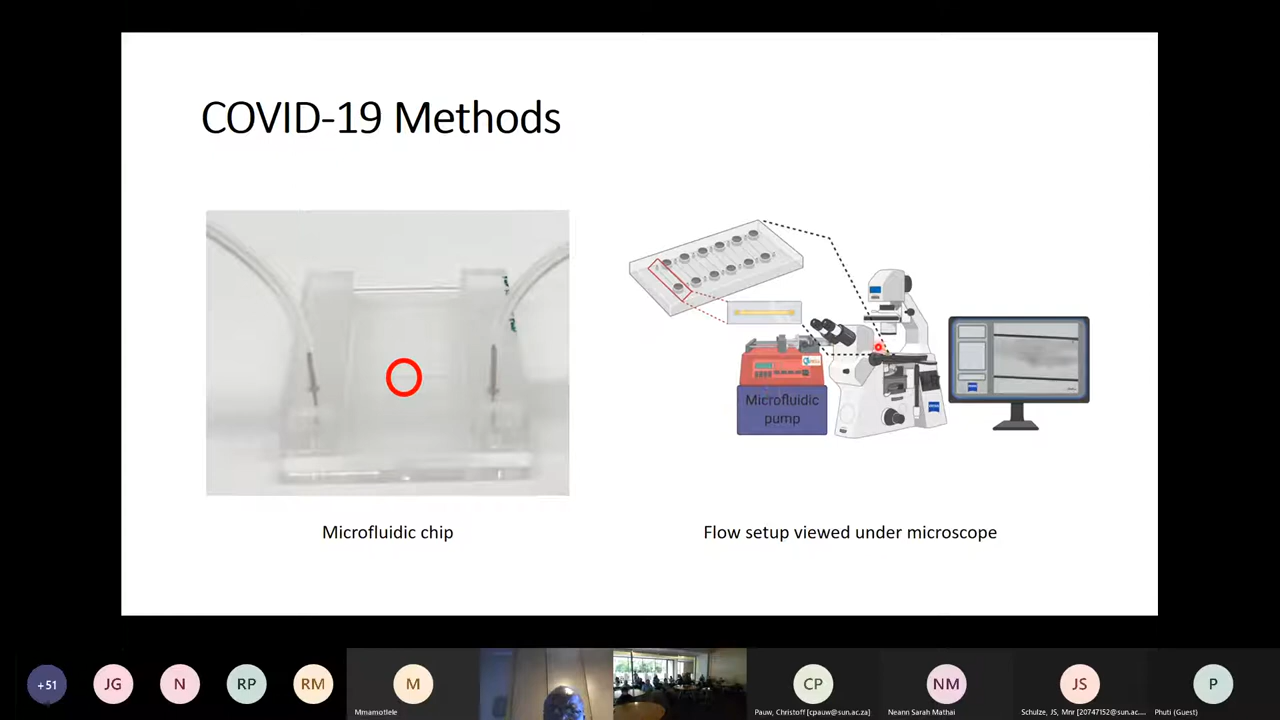 COVID-19 Methods
Microfluidic
pump
Microfluidic chip
Flow setup viewed under microscope
+51
JG
N
RP
RM
M
CP
NM
JS
P
Mmamotlele
Pauw, Christoff [cpauw@sun.ac.za]
Neann Sarah Mathai
Schulze, JS, Mnr [20747152@sun.ac....
Phuti (Guest)